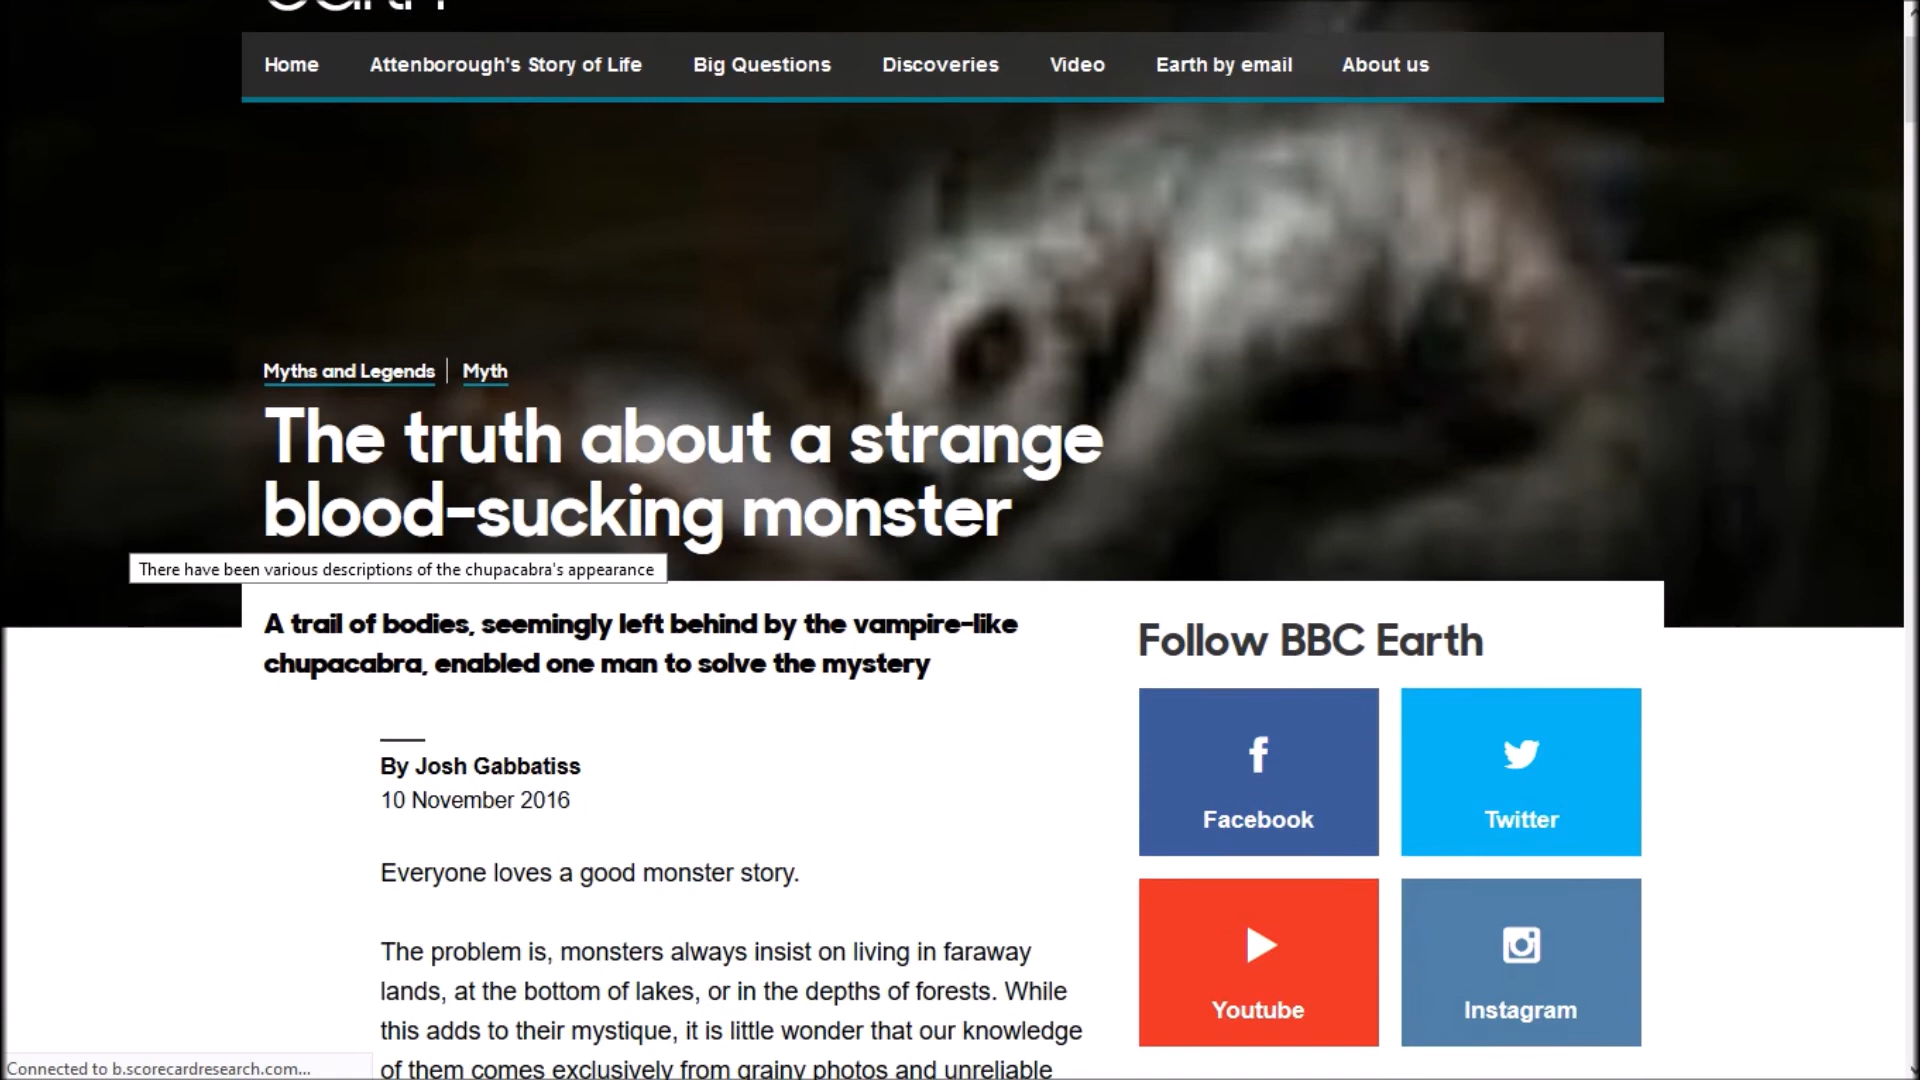 earth
Home Attenborough's Story of Life Big Questions Discoveries Video Earth by email About us
Myths and Legends Myth
The truth about a strange
blood-sucking monster
There have been various descriptions of the chupacabra's appearance
A trail of bodies, seemingly left behind by the vampire-like
chupacabra, enabled one man to solve the mystery
By Josh Gabbatiss
10 November 2016
Everyone loves a good monster story.
The problem is, monsters always insist on living in faraway
lands, at the bottom of lakes, or in the depths of forests. While
this adds to their mystique, it is little wonder that our knowledge
of them comes exclusively from grainy photos and unreliable
Follow BBC Earth
Facebook
Twitter
Youtube
Instagram
Connected to b.scorecardresearch.com...